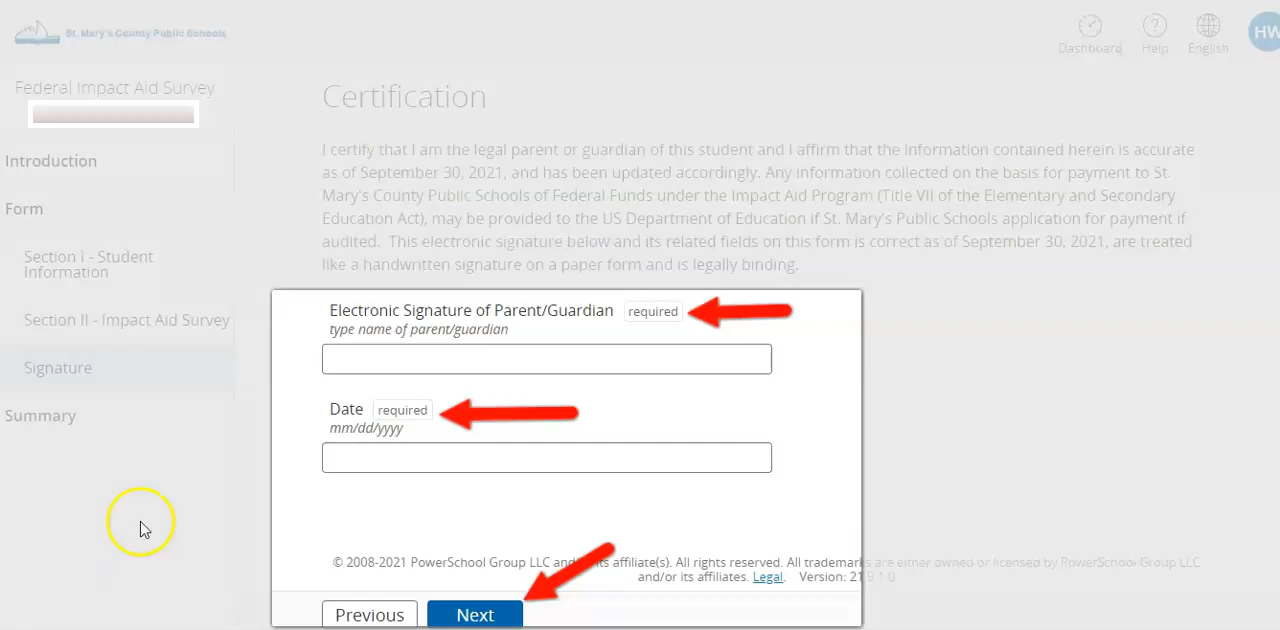 St. Mary's County Public Schools
Dashboard
Help
English
HW
Federal Impact Aid Survey
Introduction
Form
Section I - Student
Information
Section II - Impact Aid Survey
Signature
Summary
Certification
I certify that I am the legal parent or guardian of this student and I affirm that the information contained herein is accurate
as of September 30, 2021, and has been updated accordingly. Any information collected on the basis for payment to St.
Mary's County Public Schools of Federal Funds under the Impact Aid Program (Title VII of the Elementary and Secondary
Education Act), may be provided to the US Department of Education if St. Mary's Public Schools application for payment if
audited. This electronic signature below and its related fields on this form is correct as of September 30, 2021, are treated
like a handwritten signature on a paper form and is legally binding.
Electronic Signature of Parent/Guardian required
type name of parent/guardian
Date required
mm/dd/yyyy
© 2008-2021 PowerSchool Group LLC and/or its affiliate(s). All rights reserved. All trademarks are either owned or licensed by PowerSchool Group LLC
and/or its affiliates. Legal. Version: 21.9.1.0
Previous
Next